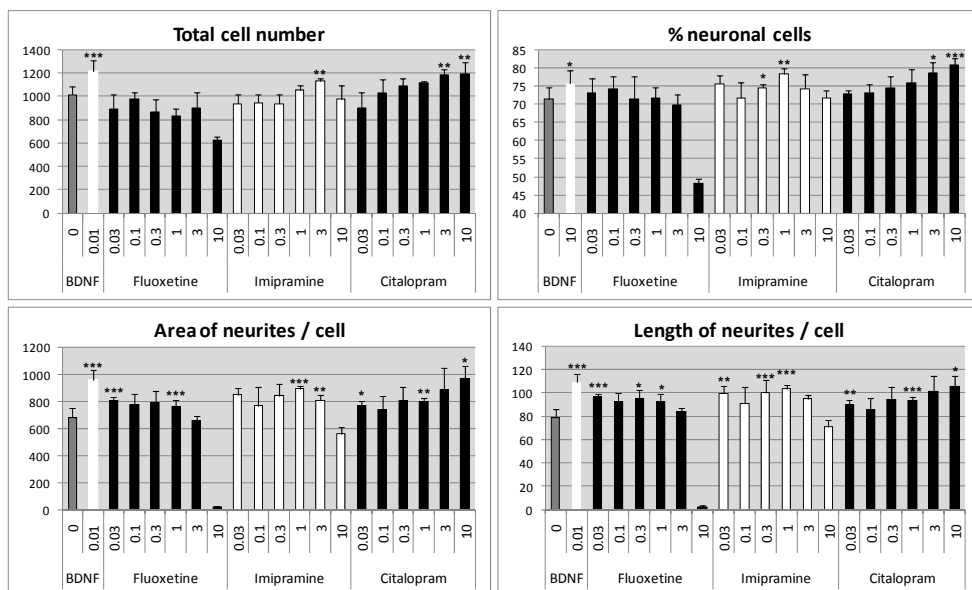 Total cell number
1400
1200
1000
800
600
400
200
0
*** ** ** **
0 0.01 0.03 0.1 0.3 1 3 10 0.03 0.1 0.3 1 3 10 0.03 0.1 0.3 1 3 10
BDNF Fluoxetine Imipramine Citalopram
% neuronal cells
85
80
75
70
65
60
55
50
45
40
* * ** * ***
0 10 0.03 0.1 0.3 1 3 10 0.03 0.1 0.3 1 3 10 0.03 0.1 0.3 1 3 10
BDNF Fluoxetine Imipramine Citalopram
Area of neurites / cell
1200
1000
800
600
400
200
0
*** *** *** *** ** * ** *
0 0.01 0.03 0.1 0.3 1 3 10 0.03 0.1 0.3 1 3 10 0.03 0.1 0.3 1 3 10
BDNF Fluoxetine Imipramine Citalopram
Length of neurites / cell
140
120
100
80
60
40
20
0
*** *** * * ** *** *** ** *** *
0 0.01 0.03 0.1 0.3 1 3 10 0.03 0.1 0.3 1 3 10 0.03 0.1 0.3 1 3 10
BDNF Fluoxetine Imipramine Citalopram